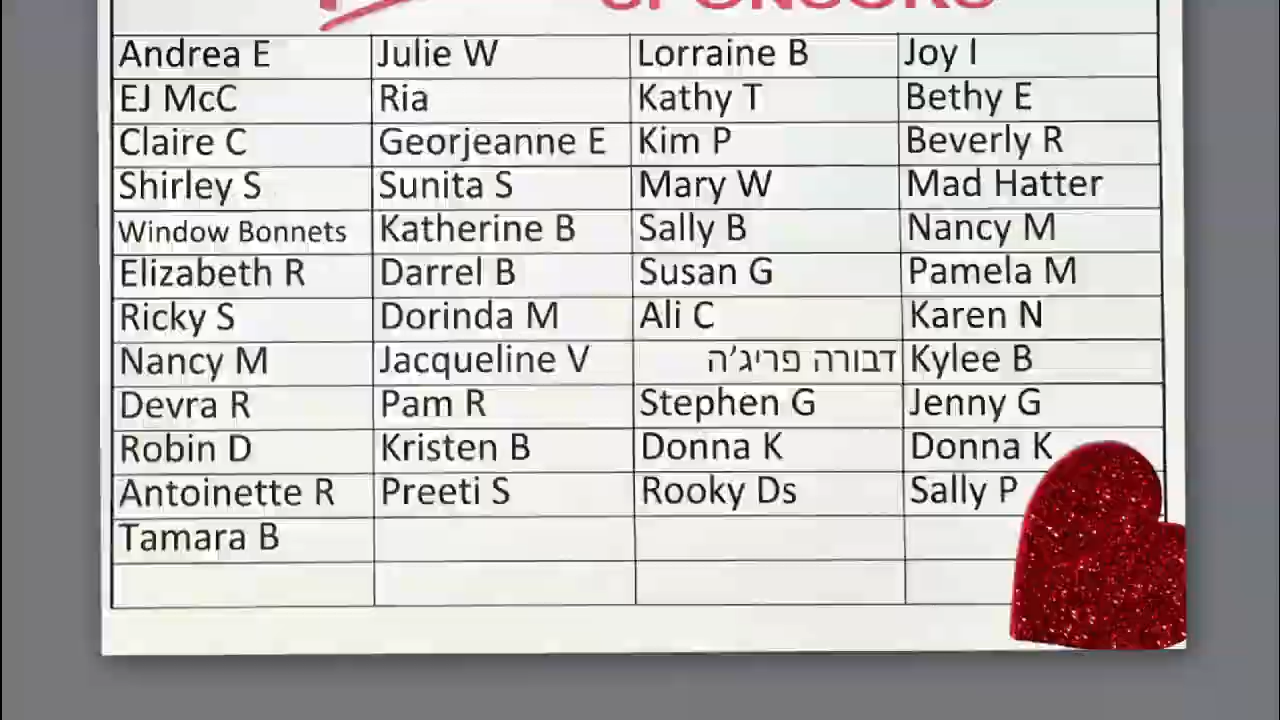 SPONSORS
Andrea E	Julie W	Lorraine B	Joy I
EJ McC	Ria	Kathy T	Bethy E
Claire C	Georjeanne E	Kim P	Beverly R
Shirley S	Sunita S	Mary W	Mad Hatter
Window Bonnets	Katherine B	Sally B	Nancy M
Elizabeth R	Darrel B	Susan G	Pamela M
Ricky S	Dorinda M	Ali C	Karen N
Nancy M	Jacqueline V	דבורה פריג'ה	Kylee B
Devra R	Pam R	Stephen G	Jenny G
Robin D	Kristen B	Donna K	Donna K
Antoinette R	Preeti S	Rooky Ds	Sally P
Tamara B